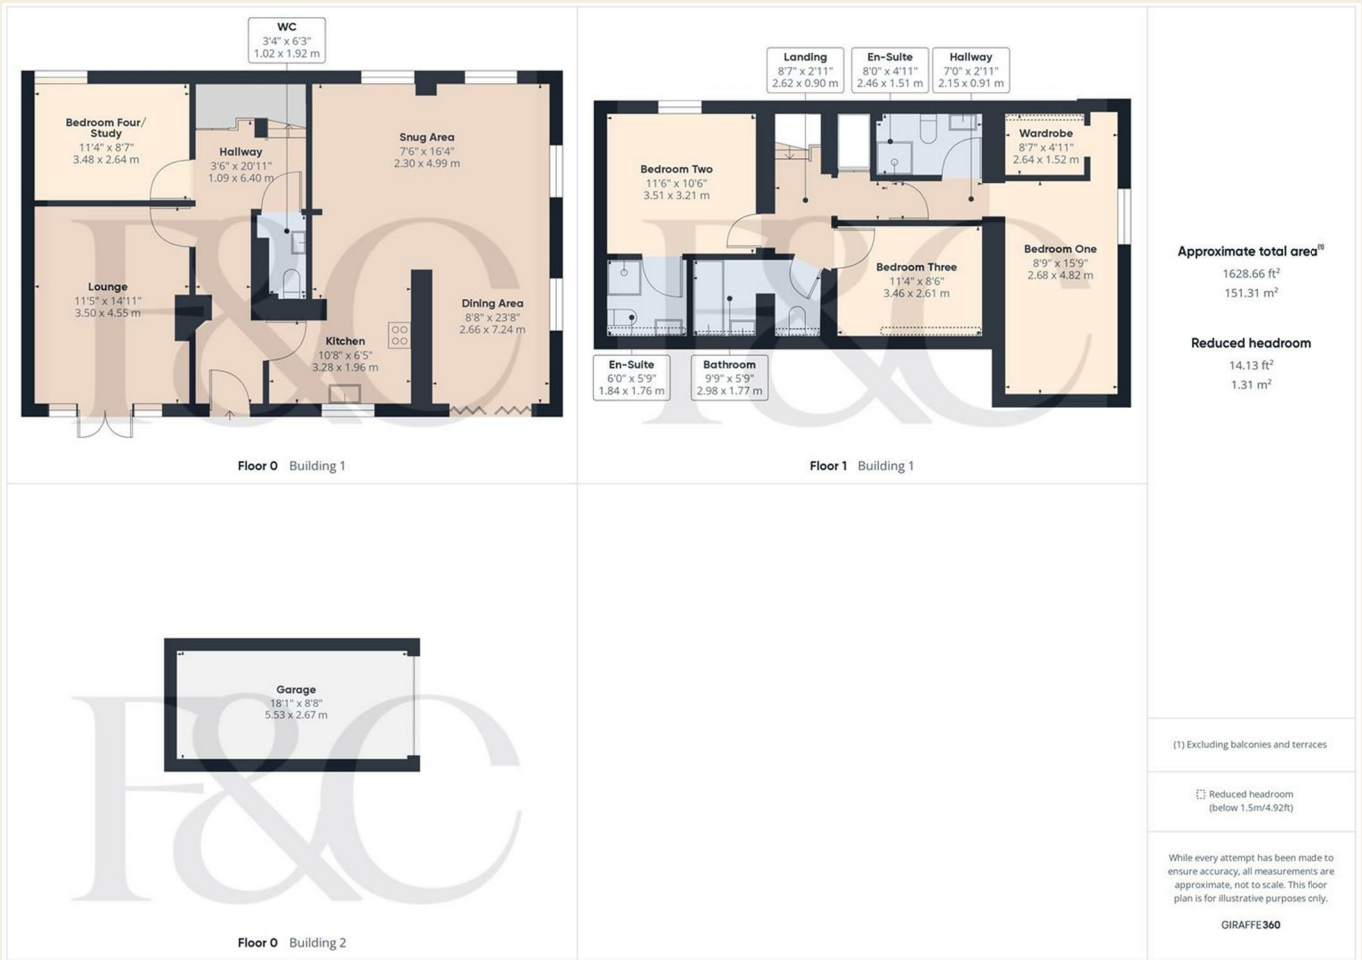 WC
3'4" x 6'3"
1.02 x 1.92 m
Bedroom Four/
Study
11'4" x 8'7"
3.48 x 2.64 m
Hallway
3'6" x 20'11"
1.09 x 6.40 m
Snug Area
7'6" x 16'4"
2.30 x 4.99 m
Lounge
11'5" x 14'11"
3.50 x 4.55 m
Kitchen
10'8" x 6'5"
3.28 x 1.96 m
Dining Area
8'8" x 23'8"
2.66 x 7.24 m
F&C
Floor 0 Building 1
Landing
8'7" x 2'11"
2.62 x 0.90 m
En-Suite
8'0" x 4'11"
2.46 x 1.51 m
Hallway
7'0" x 2'11"
2.15 x 0.91 m
Wardrobe
8'7" x 4'11"
2.64 x 1.52 m
Bedroom Two
11'6" x 10'6"
3.51 x 3.21 m
Bedroom One
8'9" x 15'9"
2.68 x 4.82 m
Bedroom Three
11'4" x 8'6"
3.46 x 2.61 m
En-Suite
6'0" x 5'9"
1.84 x 1.76 m
Bathroom
9'9" x 5'9"
2.98 x 1.77 m
F&C
Floor 1 Building 1
Garage
18'1" x 8'8"
5.53 x 2.67 m
F&C
Floor 0 Building 2
Approximate total area(1)
1628.66 ft²
151.31 m²
Reduced headroom
14.13 ft²
1.31 m²
(1) Excluding balconies and terraces
Reduced headroom
(below 1.5m/4.92ft)
While every attempt has been made to
ensure accuracy, all measurements are
approximate, not to scale. This floor
plan is for illustrative purposes only.
GIRAFFE360